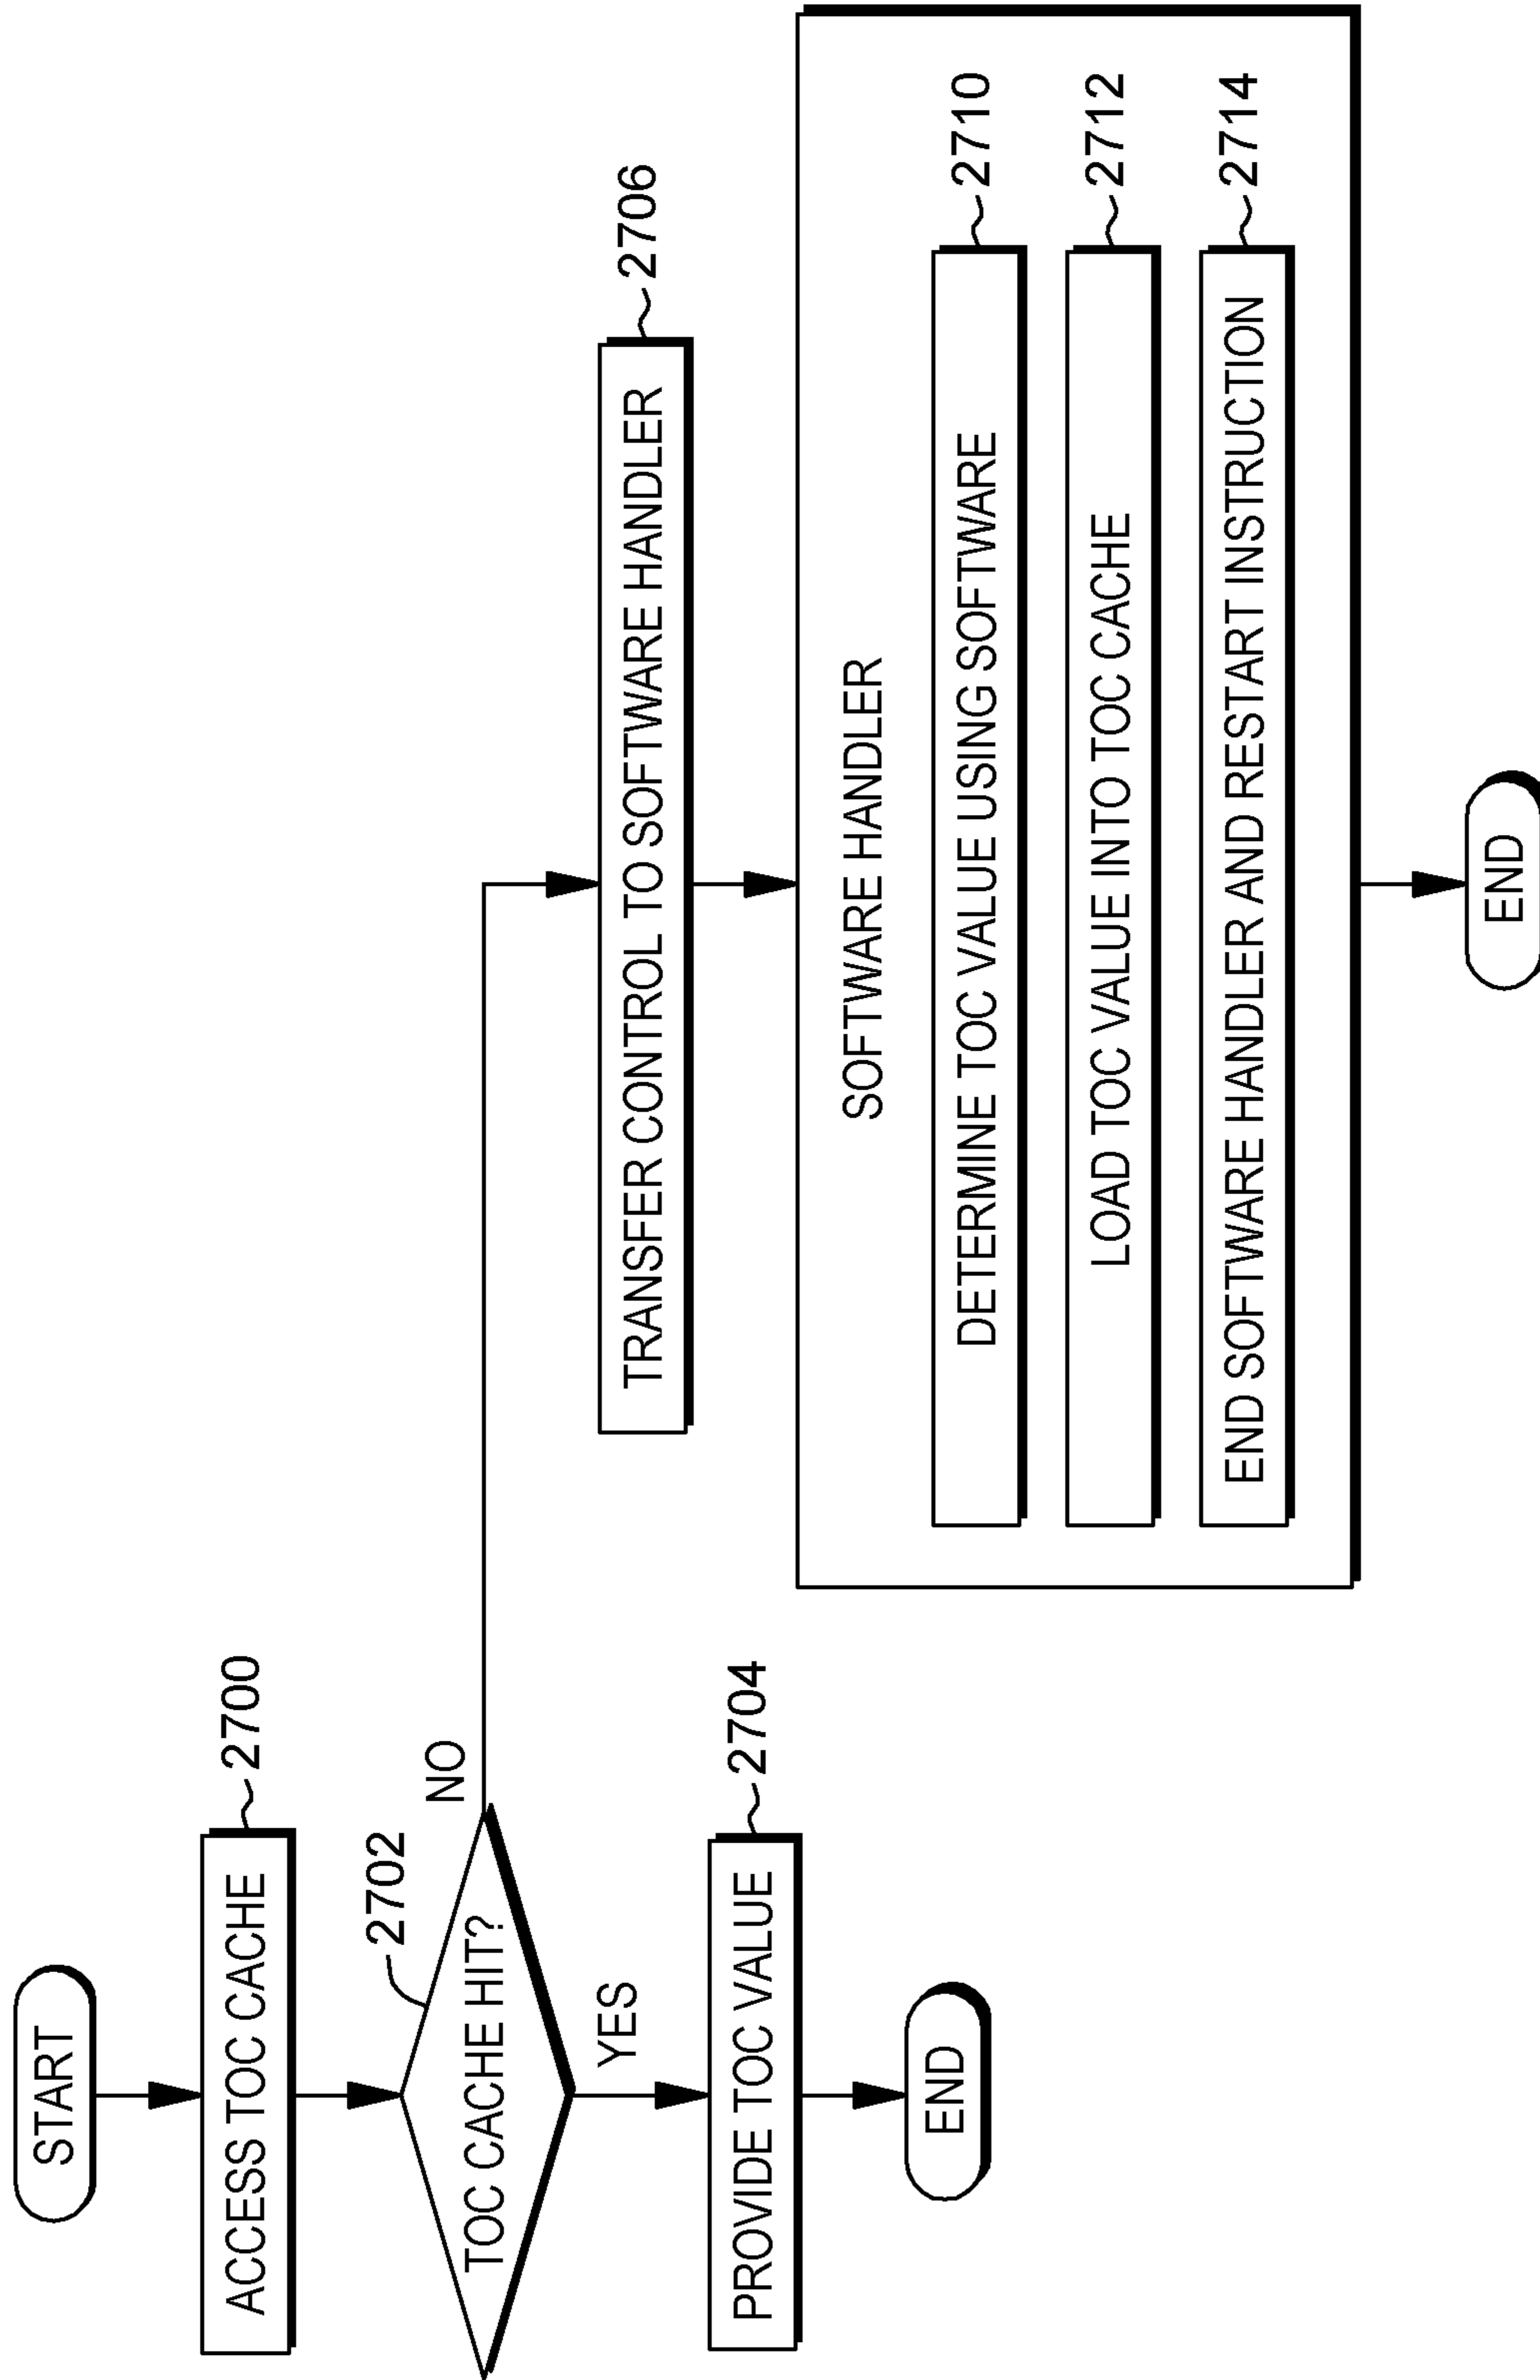 START
ACCESS TOC CACHE
2700
TOC CACHE HIT?
2702
NO
YES
PROVIDE TOC VALUE
2704
END
TRANSFER CONTROL TO SOFTWARE HANDLER
2706
SOFTWARE HANDLER
DETERMINE TOC VALUE USING SOFTWARE
2710
LOAD TOC VALUE INTO TOC CACHE
2712
END SOFTWARE HANDLER AND RESTART INSTRUCTION
2714
END